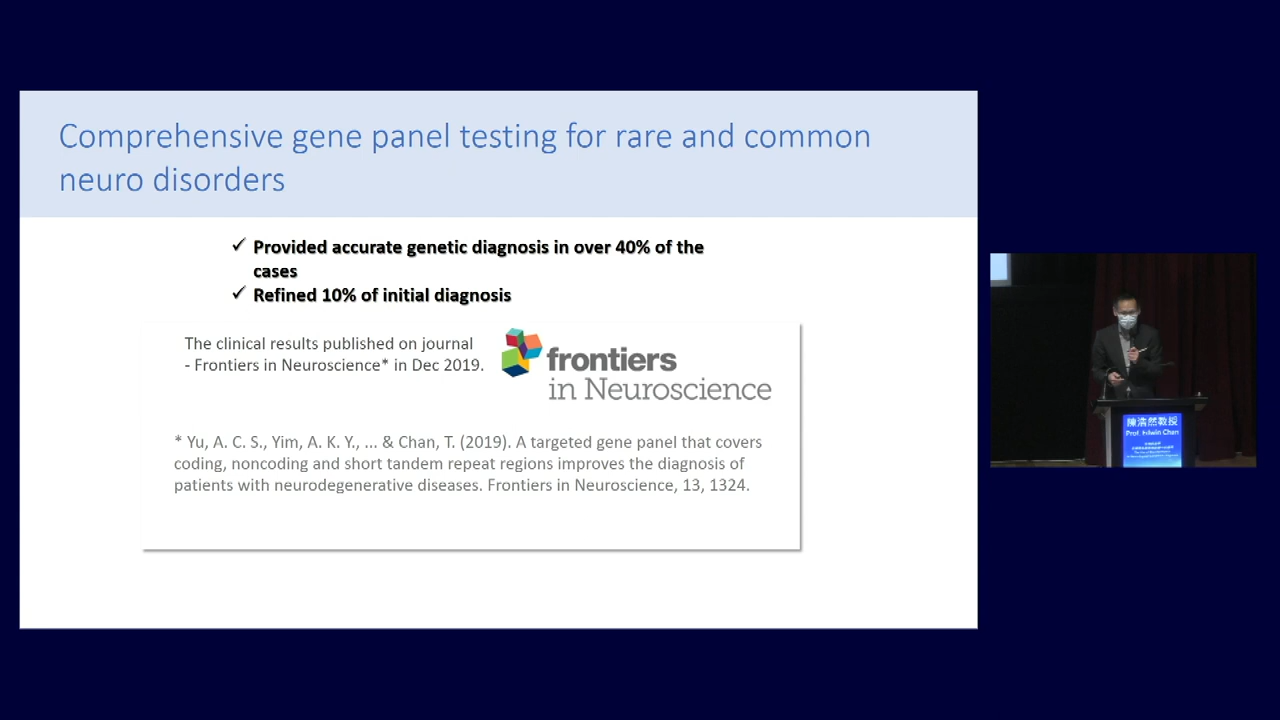 Comprehensive gene panel testing for rare and common
neuro disorders
✓ Provided accurate genetic diagnosis in over 40% of the
cases
✓ Refined 10% of initial diagnosis
The clinical results published on journal
- Frontiers in Neuroscience* in Dec 2019.
frontiers
in Neuroscience
* Yu, A. C. S., Yim, A. K. Y., ... & Chan, T. (2019). A targeted gene panel that covers
coding, noncoding and short tandem repeat regions improves the diagnosis of
patients with neurodegenerative diseases. Frontiers in Neuroscience, 13, 1324.
陳浩然教授
Prof. Edwin Chan